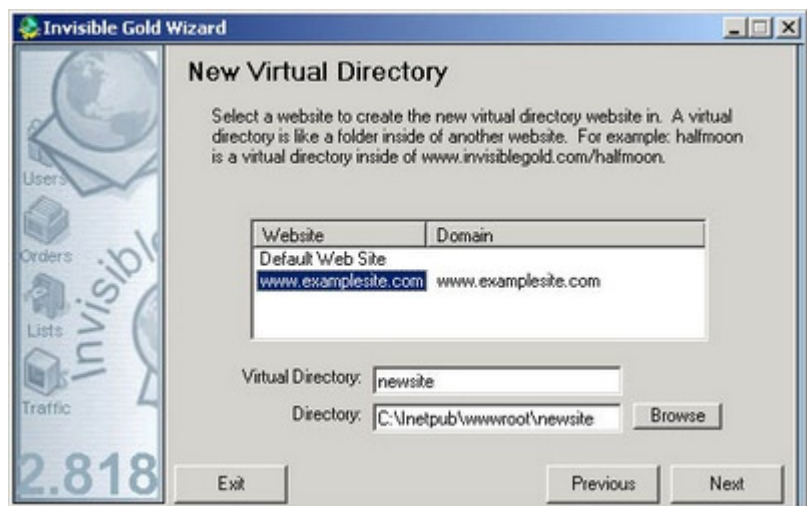 Invisible Gold Wizard
New Virtual Directory
Select a website to create the new virtual directory website in. A virtual
directory is like a folder inside of another website. For example: halfmoon
is a virtual directory inside of www.invisiblegold.com/halfmoon.
Users
Orders
Lists
Traffic
Invisible
2.818
Website Domain
Default Web Site
www.examplesite.com www.examplesite.com
Virtual Directory: newsite
Directory: C:\Inetpub\wwwroot\newsite Browse
Exit Previous Next